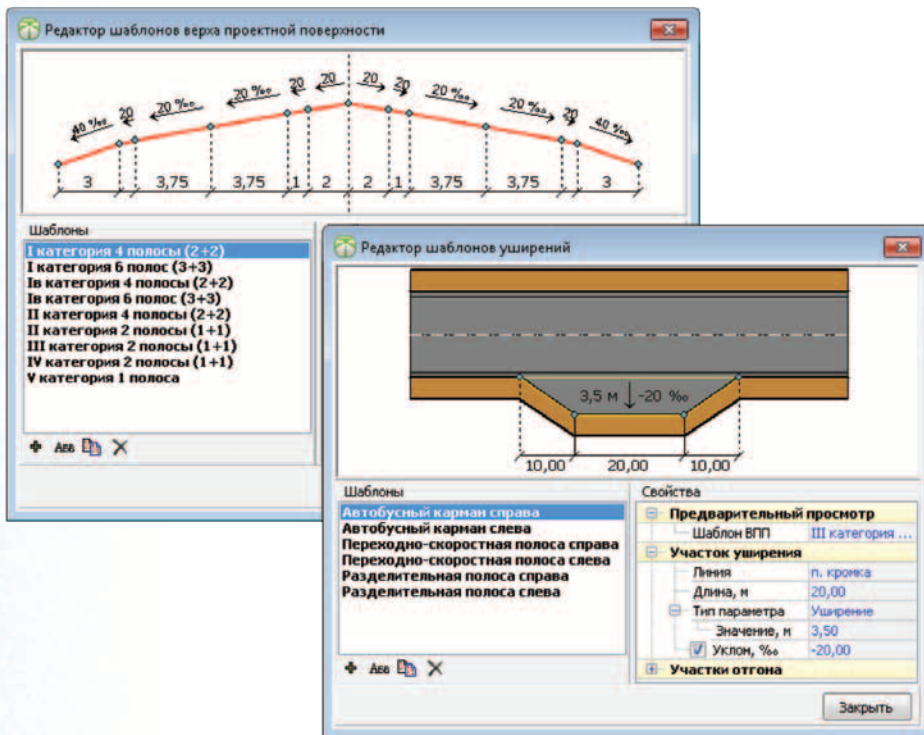 Редактор шаблонов верха проектной поверхности
40 ‰ 20 20 ‰ 20 ‰ 20 20 20 20 20 ‰ 20 ‰ 20 40 ‰
3 3,75 3,75 1 2 2 1 3,75 3,75 3
Шаблоны
I категория 4 полосы (2+2)
I категория 6 полос (3+3)
Iв категория 4 полосы (2+2)
Iв категория 6 полос (3+3)
II категория 4 полосы (2+2)
II категория 2 полосы (1+1)
III категория 2 полосы (1+1)
IV категория 2 полосы (1+1)
V категория 1 полоса
Абв
Редактор шаблонов уширений
3,5 м -20 ‰
10,00 20,00 10,00
Шаблоны
Автобусный карман справа
Автобусный карман слева
Переходно-скоростная полоса справа
Переходно-скоростная полоса слева
Разделительная полоса справа
Разделительная полоса слева
Абв
Свойства
Предварительный просмотр
Шаблон ВПП III категория ...
Участок уширения
Линия п. кромка
Длина, м 20,00
Тип параметра Уширение
Значение, м 3,50
Уклон, ‰ -20,00
Участки отгона
Закрыть